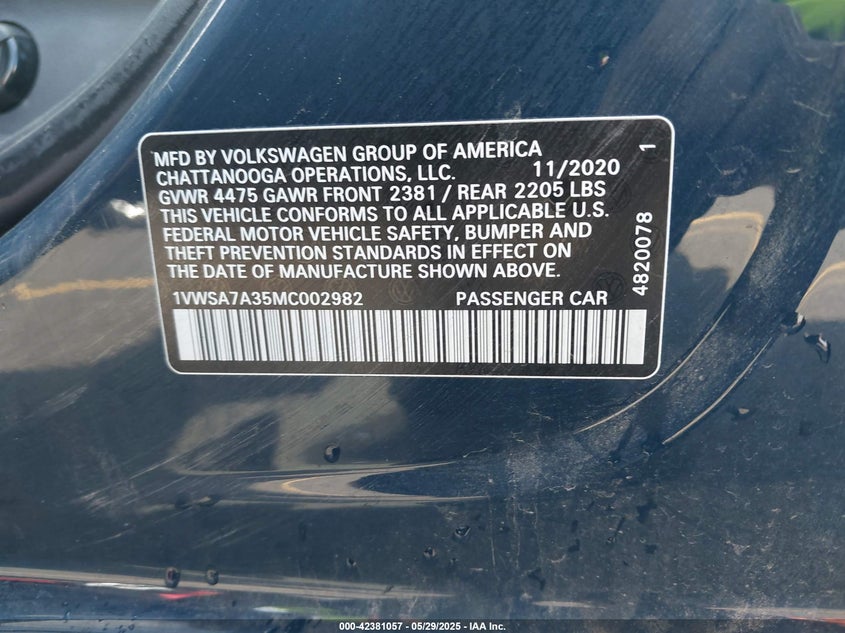 MFD BY VOLKSWAGEN GROUP OF AMERICA
CHATTANOOGA OPERATIONS, LLC. 11/2020
GVWR 4475 GAWR FRONT 2381 / REAR 2205 LBS
THIS VEHICLE CONFORMS TO ALL APPLICABLE U.S.
FEDERAL MOTOR VEHICLE SAFETY, BUMPER AND
THEFT PREVENTION STANDARDS IN EFFECT ON
THE DATE OF MANUFACTURE SHOWN ABOVE.
1VWSA7A35MC002982 PASSENGER CAR
4820078 1
000-42381057 • 05/29/2025 • IAA Inc.